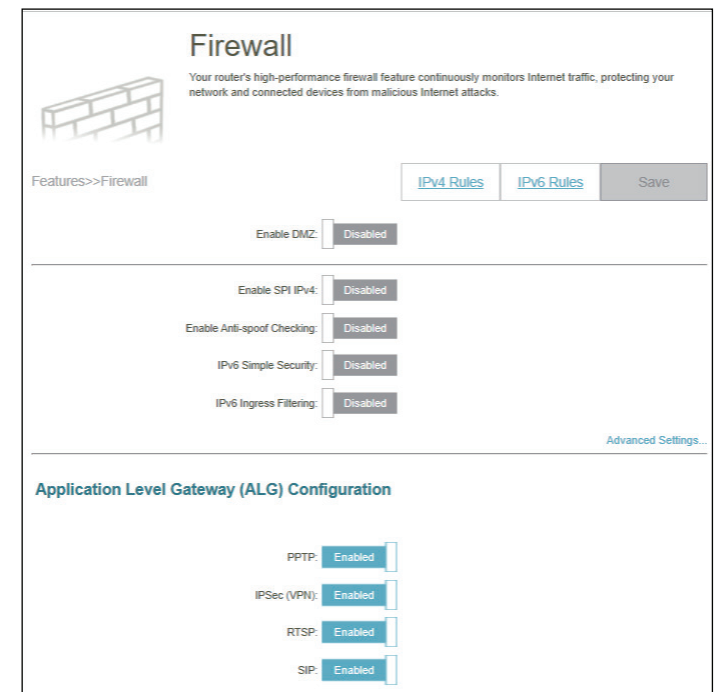 Firewall
Your router's high-performance firewall feature continuously monitors Internet traffic, protecting your
network and connected devices from malicious Internet attacks.
Features>>Firewall
IPv4 Rules
IPv6 Rules
Save
Enable DMZ: Disabled
Enable SPI IPv4: Disabled
Enable Anti-spoof Checking: Disabled
IPv6 Simple Security: Disabled
IPv6 Ingress Filtering: Disabled
Advanced Settings...
Application Level Gateway (ALG) Configuration
PPTP: Enabled
IPSec (VPN): Enabled
RTSP: Enabled
SIP: Enabled